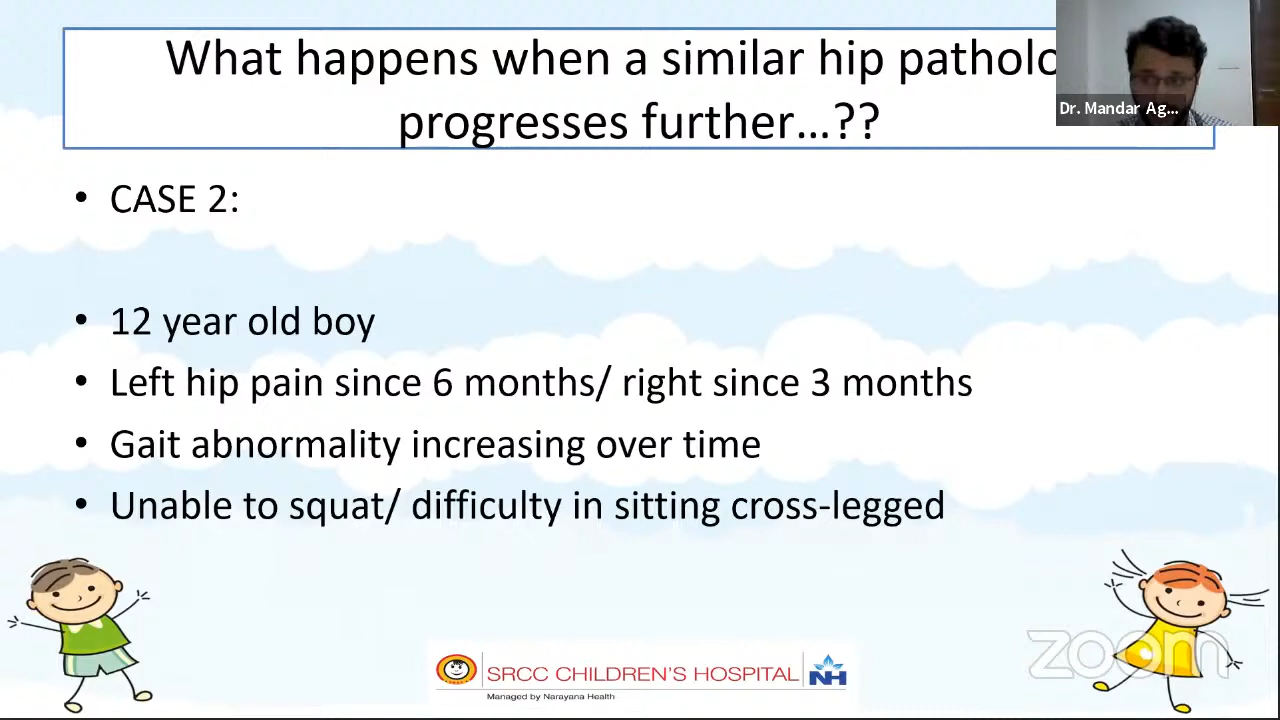 What happens when a similar hip patholo
progresses further...??
Dr. Mandar Ag...
• CASE 2:
• 12 year old boy
• Left hip pain since 6 months/ right since 3 months
• Gait abnormality increasing over time
• Unable to squat/ difficulty in sitting cross-legged
SRCC CHILDREN'S HOSPITAL
NH
Managed by Narayana Health
zoom